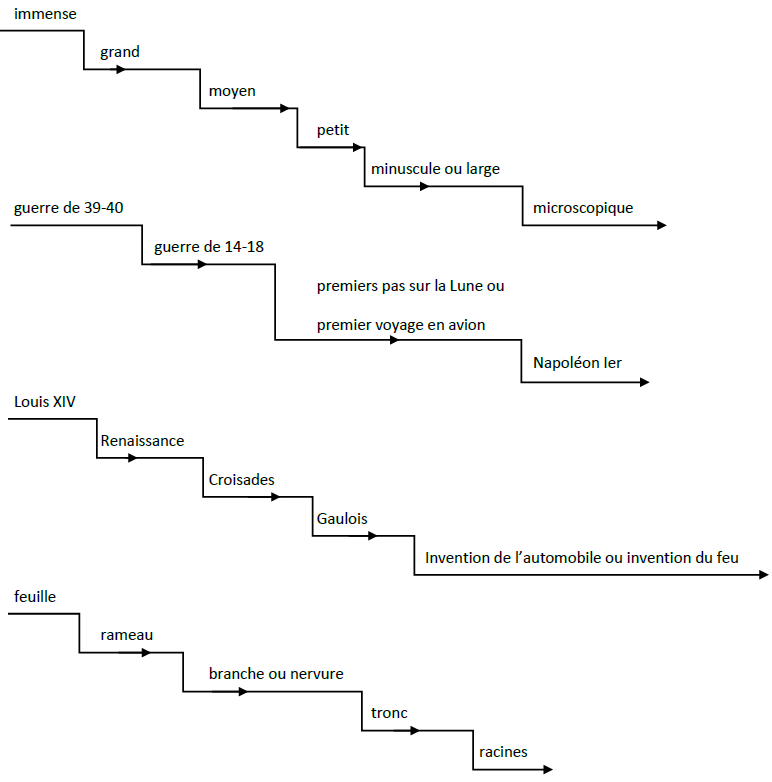 immense
grand
moyen
petit
minuscule ou large
microscopique
guerre de 39-40
guerre de 14-18
premiers pas sur la Lune ou
premier voyage en avion
Napoléon Ier
Louis XIV
Renaissance
Croisades
Gaulois
Invention de l’automobile ou invention du feu
feuille
rameau
branche ou nervure
tronc
racines